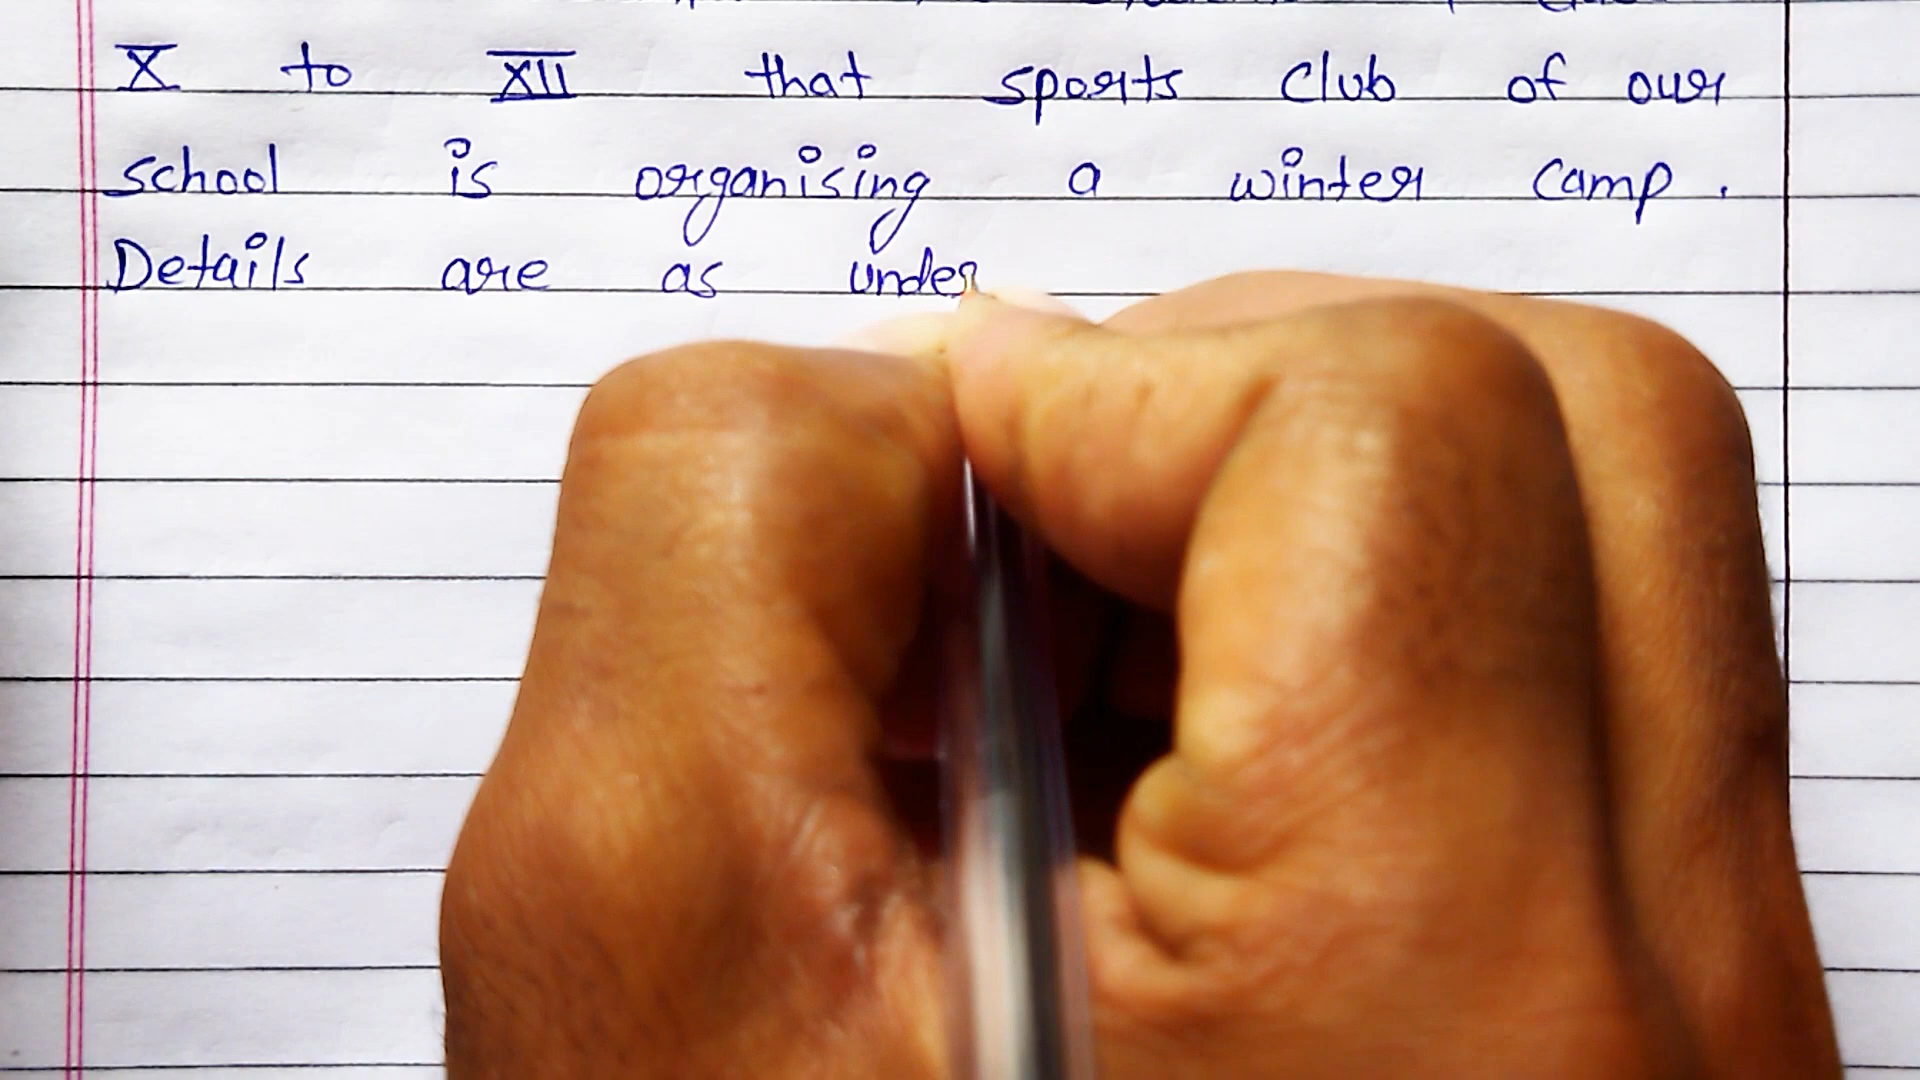 X to XII that sports club of our
school is organising a winter camp.
Details are as under